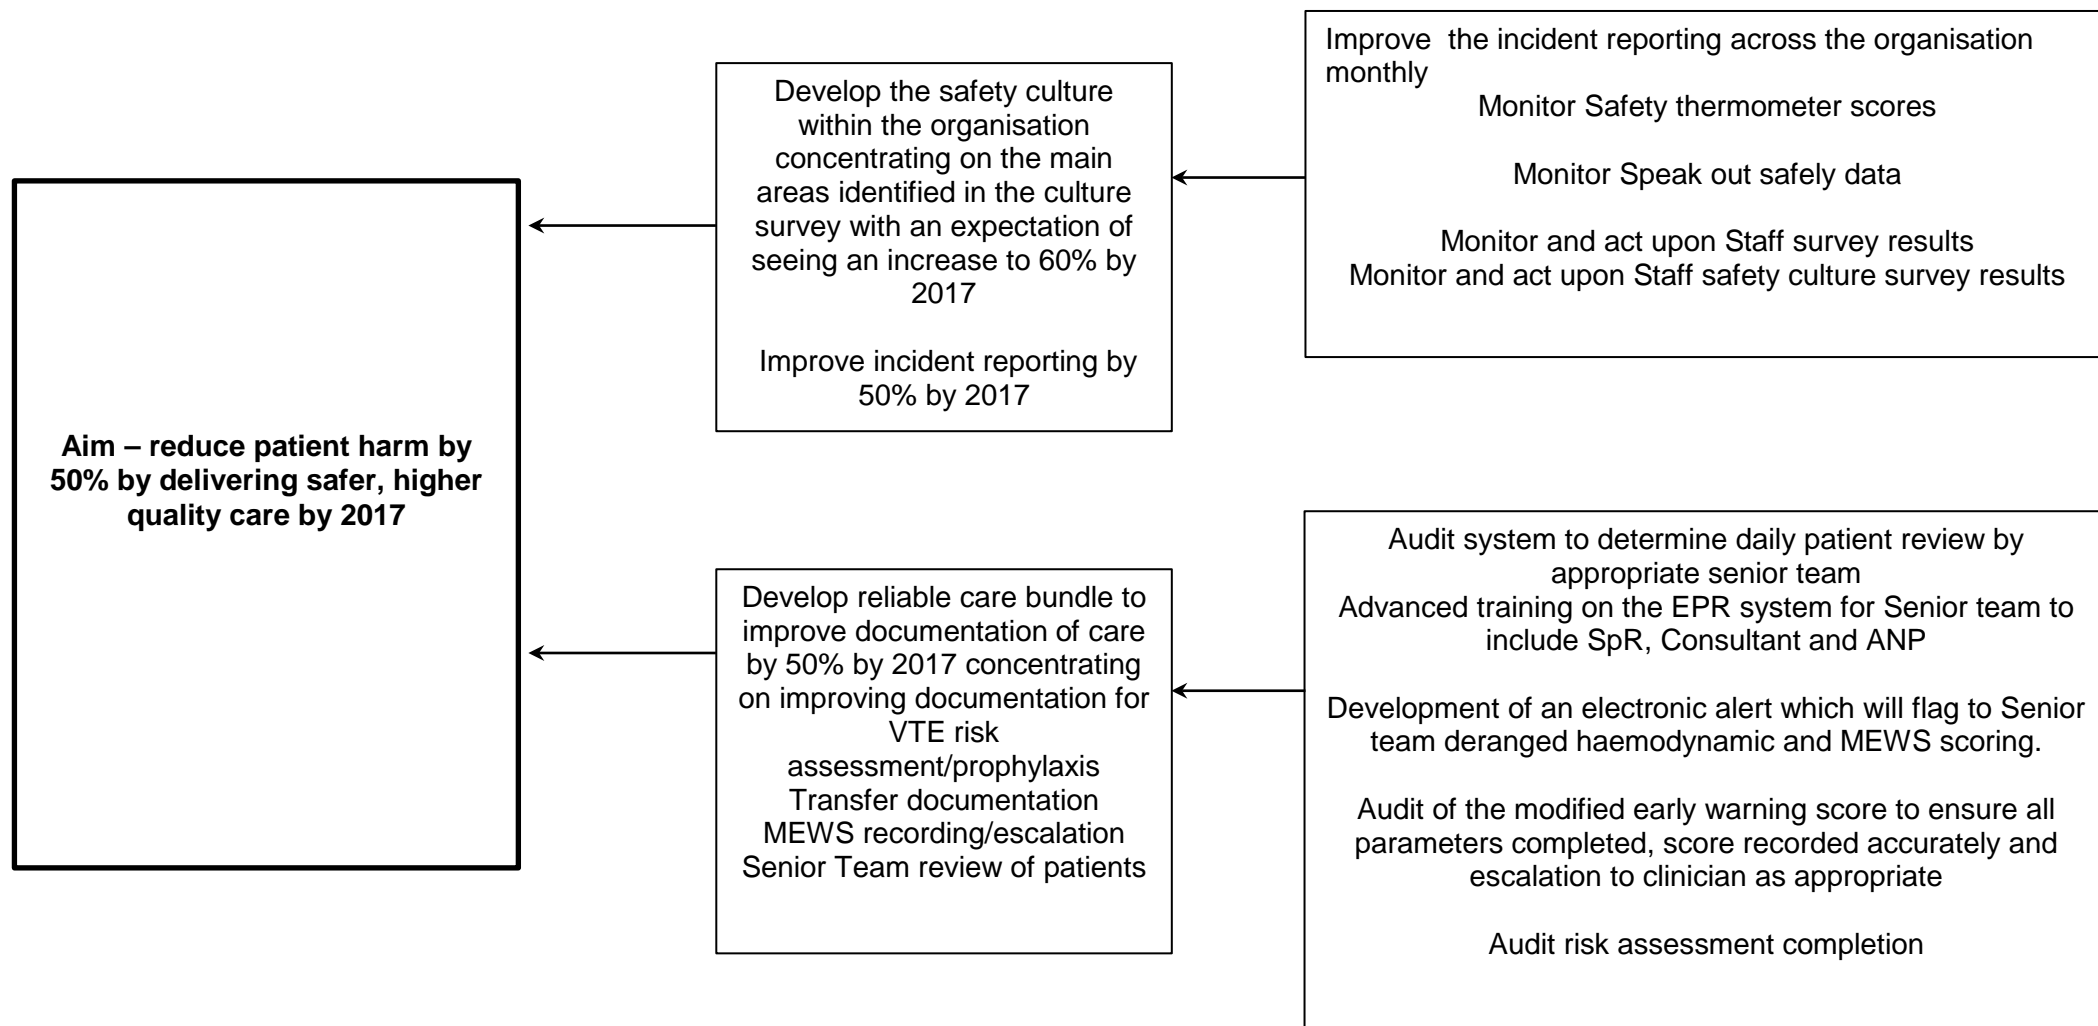 Aim – reduce patient harm by
50% by delivering safer, higher
quality care by 2017
Develop the safety culture
within the organisation
concentrating on the main
areas identified in the culture
survey with an expectation of
seeing an increase to 60% by
2017
Improve incident reporting by
50% by 2017
Improve  the incident reporting across the organisation
monthly
Monitor Safety thermometer scores
Monitor Speak out safely data
Monitor and act upon Staff survey results
Monitor and act upon Staff safety culture survey results
Develop reliable care bundle to
improve documentation of care
by 50% by 2017 concentrating
on improving documentation for
VTE risk
assessment/prophylaxis
Transfer documentation
MEWS recording/escalation
Senior Team review of patients
Audit system to determine daily patient review by
appropriate senior team
Advanced training on the EPR system for Senior team to
include SpR, Consultant and ANP
Development of an electronic alert which will flag to Senior
team deranged haemodynamic and MEWS scoring.
Audit of the modified early warning score to ensure all
parameters completed, score recorded accurately and
escalation to clinician as appropriate
Audit risk assessment completion